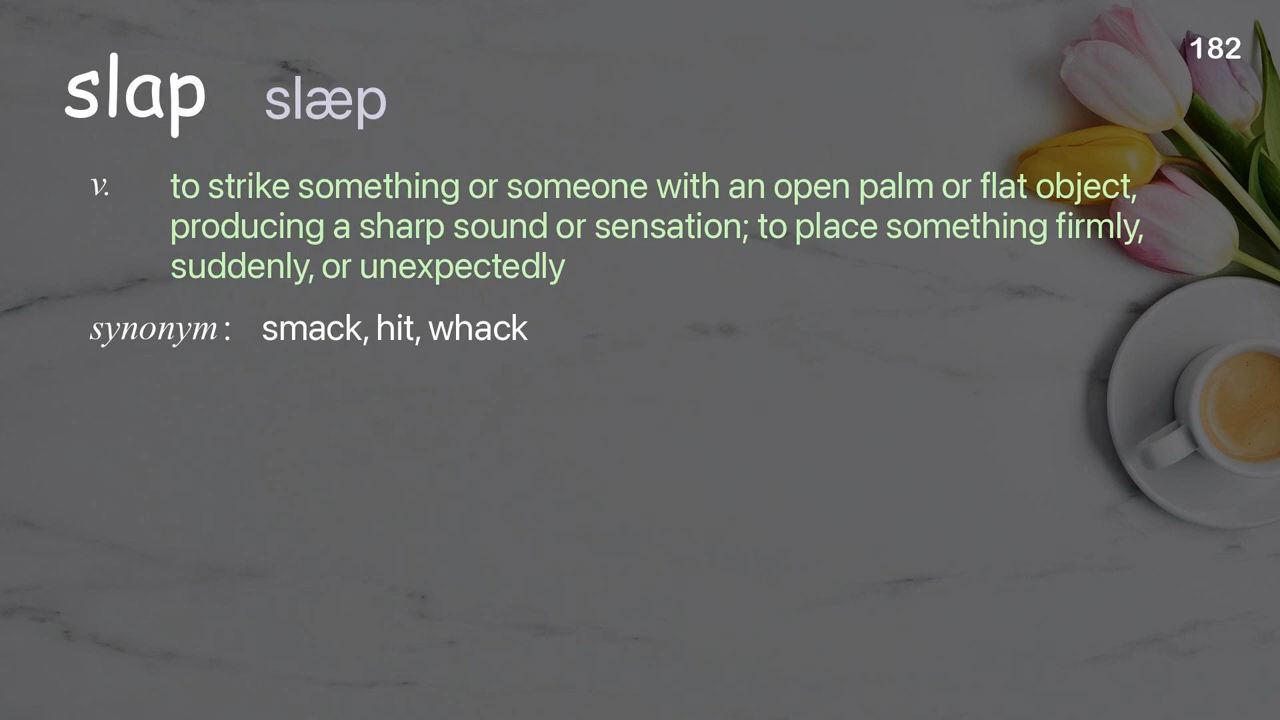 182
slap slæp
v. to strike something or someone with an open palm or flat object,
producing a sharp sound or sensation; to place something firmly,
suddenly, or unexpectedly
synonym : smack, hit, whack